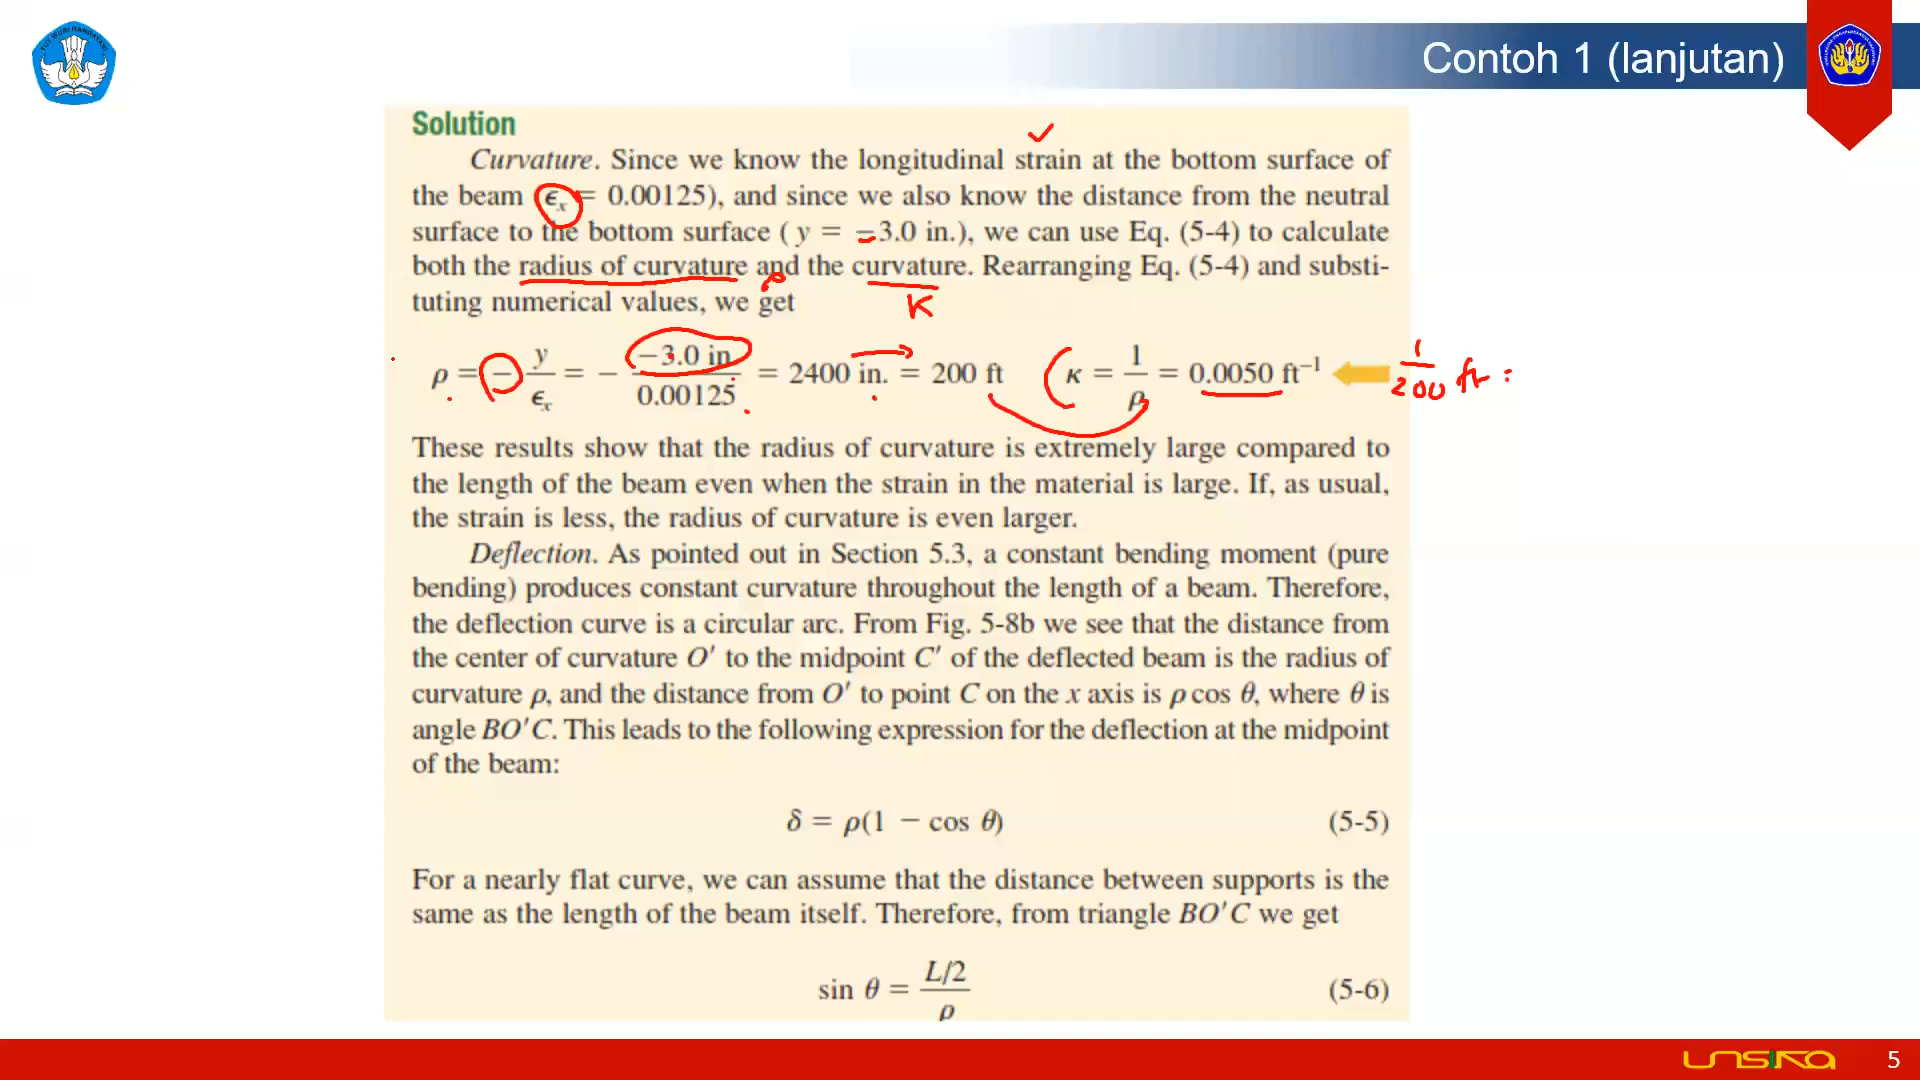 TUT WURI HANDAYANI
Contoh 1 (lanjutan)
Solution
Curvature. Since we know the longitudinal strain at the bottom surface of
the beam ϵx = 0.00125), and since we also know the distance from the neutral
surface to the bottom surface ( y = −3.0 in.), we can use Eq. (5-4) to calculate
both the radius of curvature and the curvature. Rearranging Eq. (5-4) and substi-
tuting numerical values, we get
ρ
K
ρ = − y/ϵx = − −3.0 in./0.00125 = 2400 in. = 200 ft κ = 1/ρ = 0.0050 ft⁻¹
1/200 ft =
These results show that the radius of curvature is extremely large compared to
the length of the beam even when the strain in the material is large. If, as usual,
the strain is less, the radius of curvature is even larger.
Deflection. As pointed out in Section 5.3, a constant bending moment (pure
bending) produces constant curvature throughout the length of a beam. Therefore,
the deflection curve is a circular arc. From Fig. 5-8b we see that the distance from
the center of curvature O′ to the midpoint C′ of the deflected beam is the radius of
curvature ρ, and the distance from O′ to point C on the x axis is ρ cos θ, where θ is
angle BO′C. This leads to the following expression for the deflection at the midpoint
of the beam:
δ = ρ(1 − cos θ) (5-5)
For a nearly flat curve, we can assume that the distance between supports is the
same as the length of the beam itself. Therefore, from triangle BO′C we get
sin θ = L/2/ρ (5-6)
UNSIKA
5